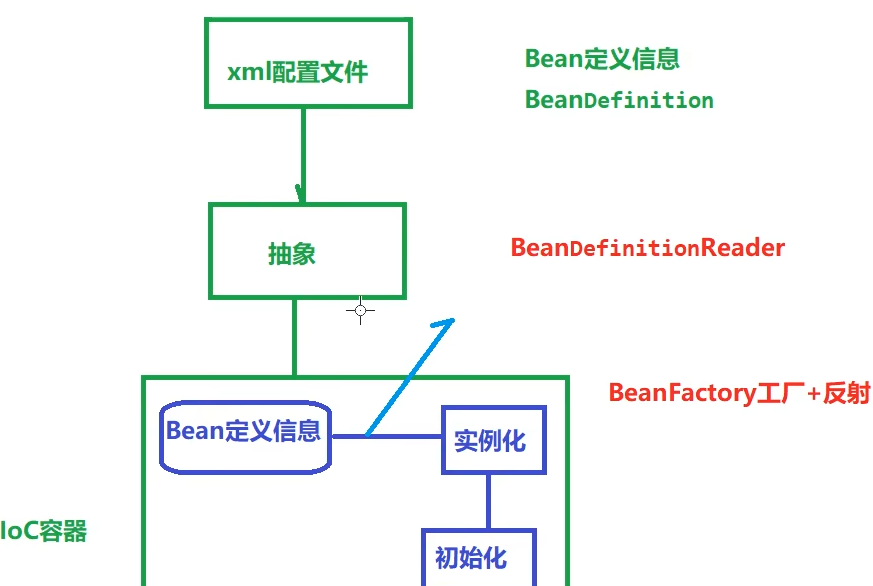 xml配置文件
Bean定义信息
BeanDefinition
抽象
BeanDefinitionReader
BeanFactory工厂+反射
Bean定义信息
实例化
IoC容器
初始化